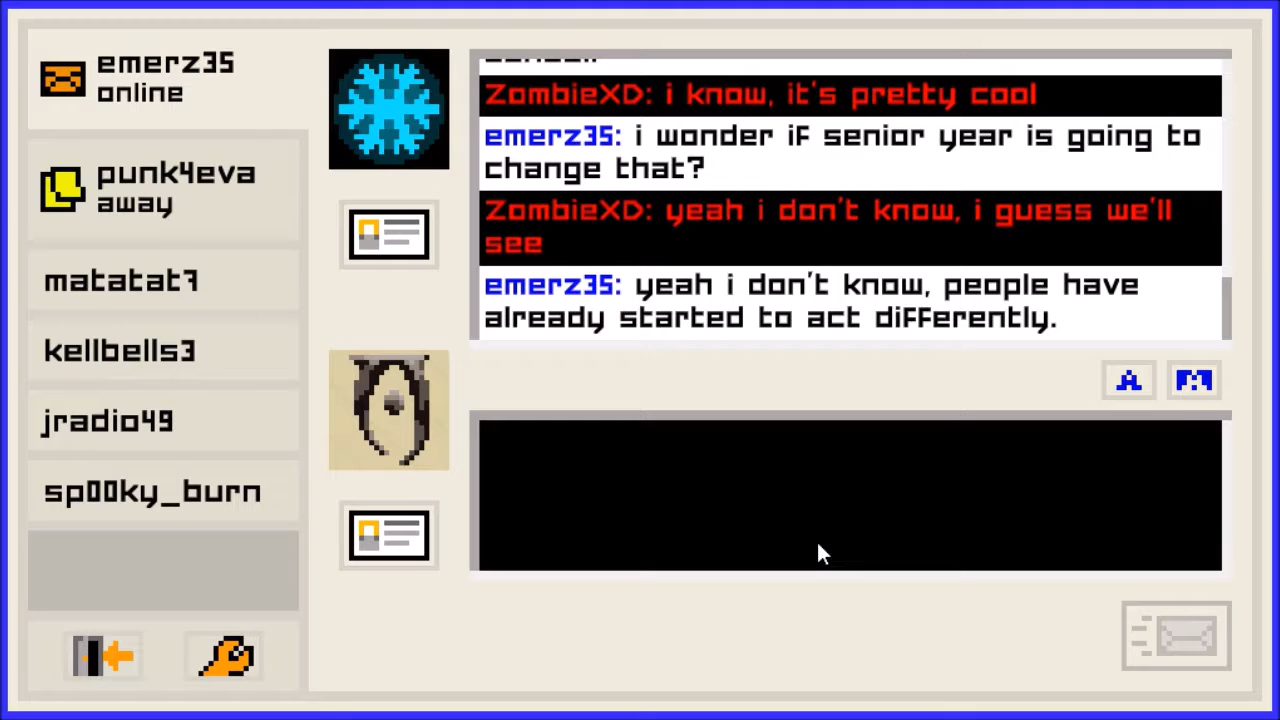 emerz35
online
punk4eva
away
matatat7
kellbells3
jradio49
sp00ky_burn
ZombieXD: i know, it's pretty cool
emerz35: i wonder if senior year is going to
change that?
ZombieXD: yeah i don't know, i guess we'll
see
emerz35: yeah i don't know, people have
already started to act differently.
A